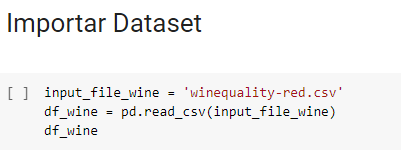 Importar Dataset
[ ] input_file_wine = 'winequality-red.csv'
df_wine = pd.read_csv(input_file_wine)
df_wine